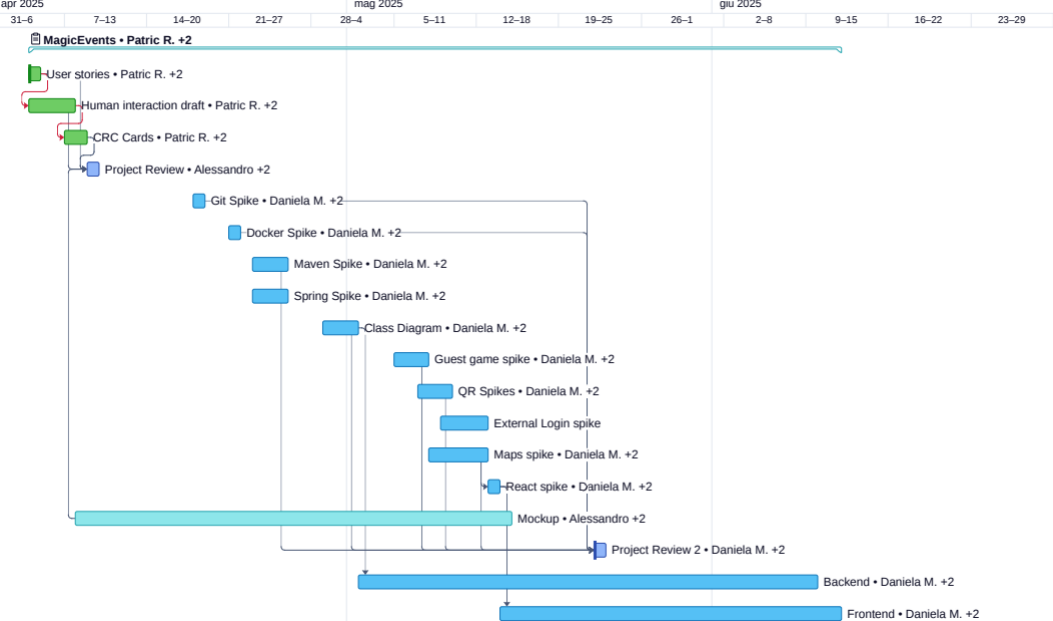 apr 2025 mag 2025 giu 2025
31–6 7–13 14–20 21–27 28–4 5–11 12–18 19–25 26–1 2–8 9–15 16–22 23–29
MagicEvents • Patric R. +2
User stories • Patric R. +2
Human interaction draft • Patric R. +2
CRC Cards • Patric R. +2
Project Review • Alessandro +2
Git Spike • Daniela M. +2
Docker Spike • Daniela M. +2
Maven Spike • Daniela M. +2
Spring Spike • Daniela M. +2
Class Diagram • Daniela M. +2
Guest game spike • Daniela M. +2
QR Spikes • Daniela M. +2
External Login spike
Maps spike • Daniela M. +2
React spike • Daniela M. +2
Mockup • Alessandro +2
Project Review 2 • Daniela M. +2
Backend • Daniela M. +2
Frontend • Daniela M. +2